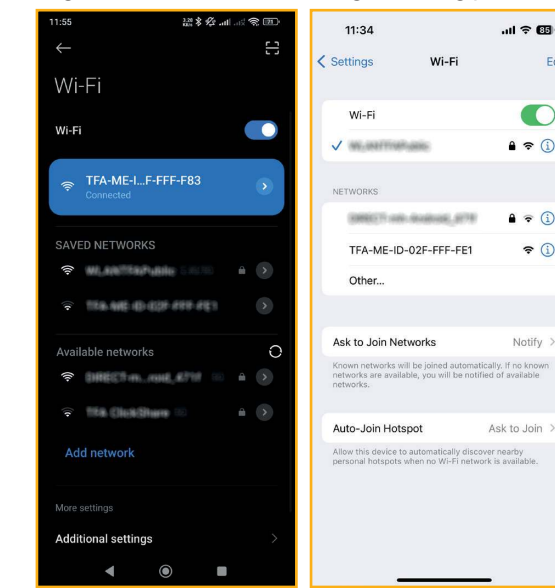 11:55
Wi-Fi
Wi-Fi
TFA-ME-I...F-FFF-F83
Connected
SAVED NETWORKS
Available networks
Add network
More settings
Additional settings
11:34
85
Settings
Wi-Fi
Wi-Fi
NETWORKS
TFA-ME-ID-02F-FFF-FE1
Other...
Ask to Join Networks
Notify
Known networks will be joined automatically. If no known
networks are available, you will be notified of available
networks.
Auto-Join Hotspot
Ask to Join
Allow this device to automatically discover nearby
personal hotspots when no Wi-Fi network is available.